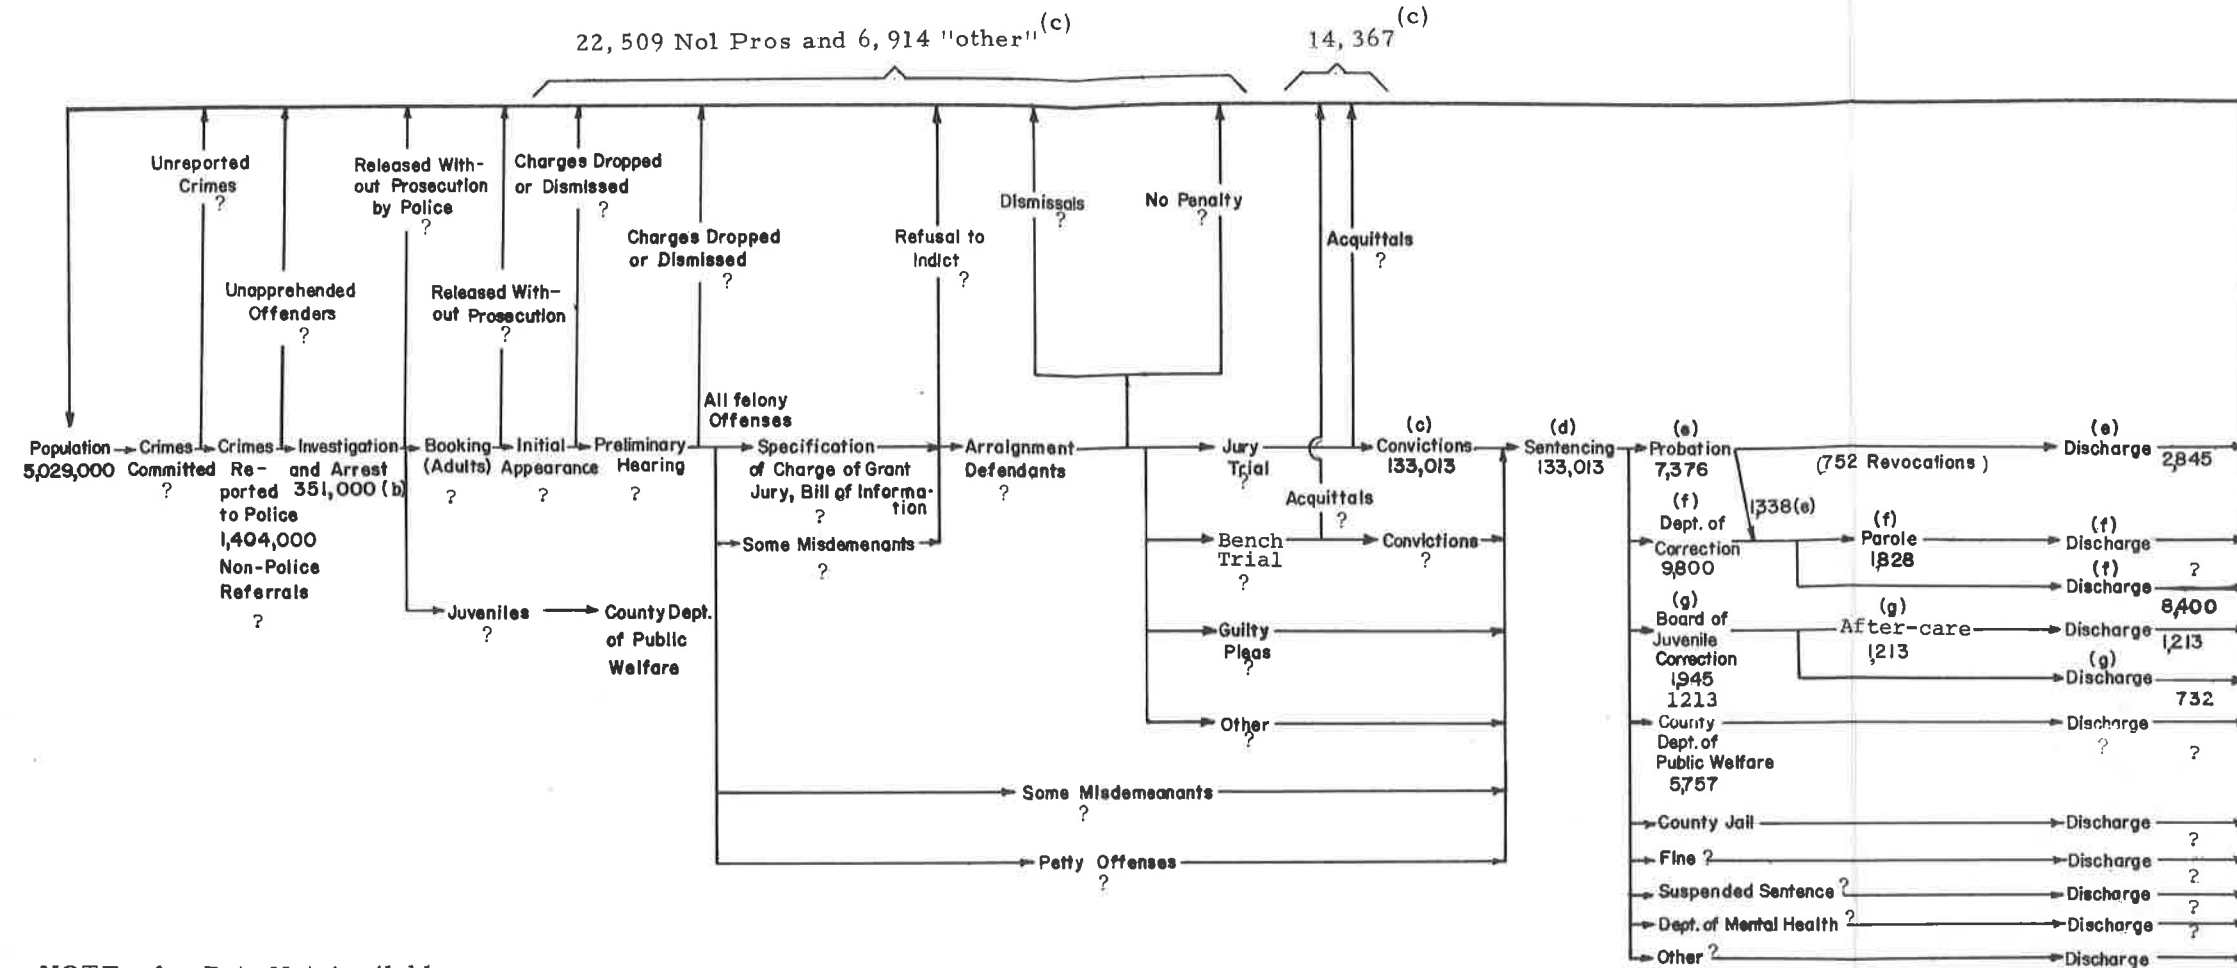 22,509 Nol Pros and 6,914 "other" (c)
14,367 (c)
Unreported
Crimes
?
Released With-
out Prosecution
by Police
?
Charges Dropped
or Dismissed
?
Dismissals
?
No Penalty
?
Charges Dropped
or Dismissed
?
Refusal to
Indict
?
Acquittals
?
Unapprehended
Offenders
?
Released With-
out Prosecution
?
All felony
Offenses
Population
5,029,000
Crimes
Committed
?
Crimes
Re-
ported
to Police
1,404,000
Non-Police
Referrals
?
Investigation
and Arrest
351,000 (b)
Booking
(Adults)
?
Initial
Appearance
?
Preliminary
Hearing
?
Specification
of Charge of Grant
Jury, Bill of Informa-
tion
?
Some Misdemenants
?
Juveniles
?
County Dept.
of Public
Welfare
Arraignment
Defendants
?
Jury
Trial
?
Acquittals
?
Bench
Trial
?
Guilty
Pleas
?
Other
?
Some Misdemeanants
?
Petty Offenses
?
(c)
Convictions
133,013
Convictions
?
(d)
Sentencing
133,013
(e)
Probation
7,376
(752 Revocations)
(e)
Discharge
2,845
1,338(e)
(f)
Dept. of
Correction
9,800
(f)
Parole
1,828
(f)
Discharge
?
(f)
Discharge
8,400
(g)
Board of
Juvenile
Correction
1,945
1213
(g)
After-care
1,213
Discharge
1,213
(g)
Discharge
732
County
Dept. of
Public Welfare
5,757
Discharge
?
?
County Jail
Discharge
?
Fine ?
Discharge
?
Suspended Sentence ?
Discharge
?
Dept. of Mental Health ?
Discharge
?
Other ?
Discharge